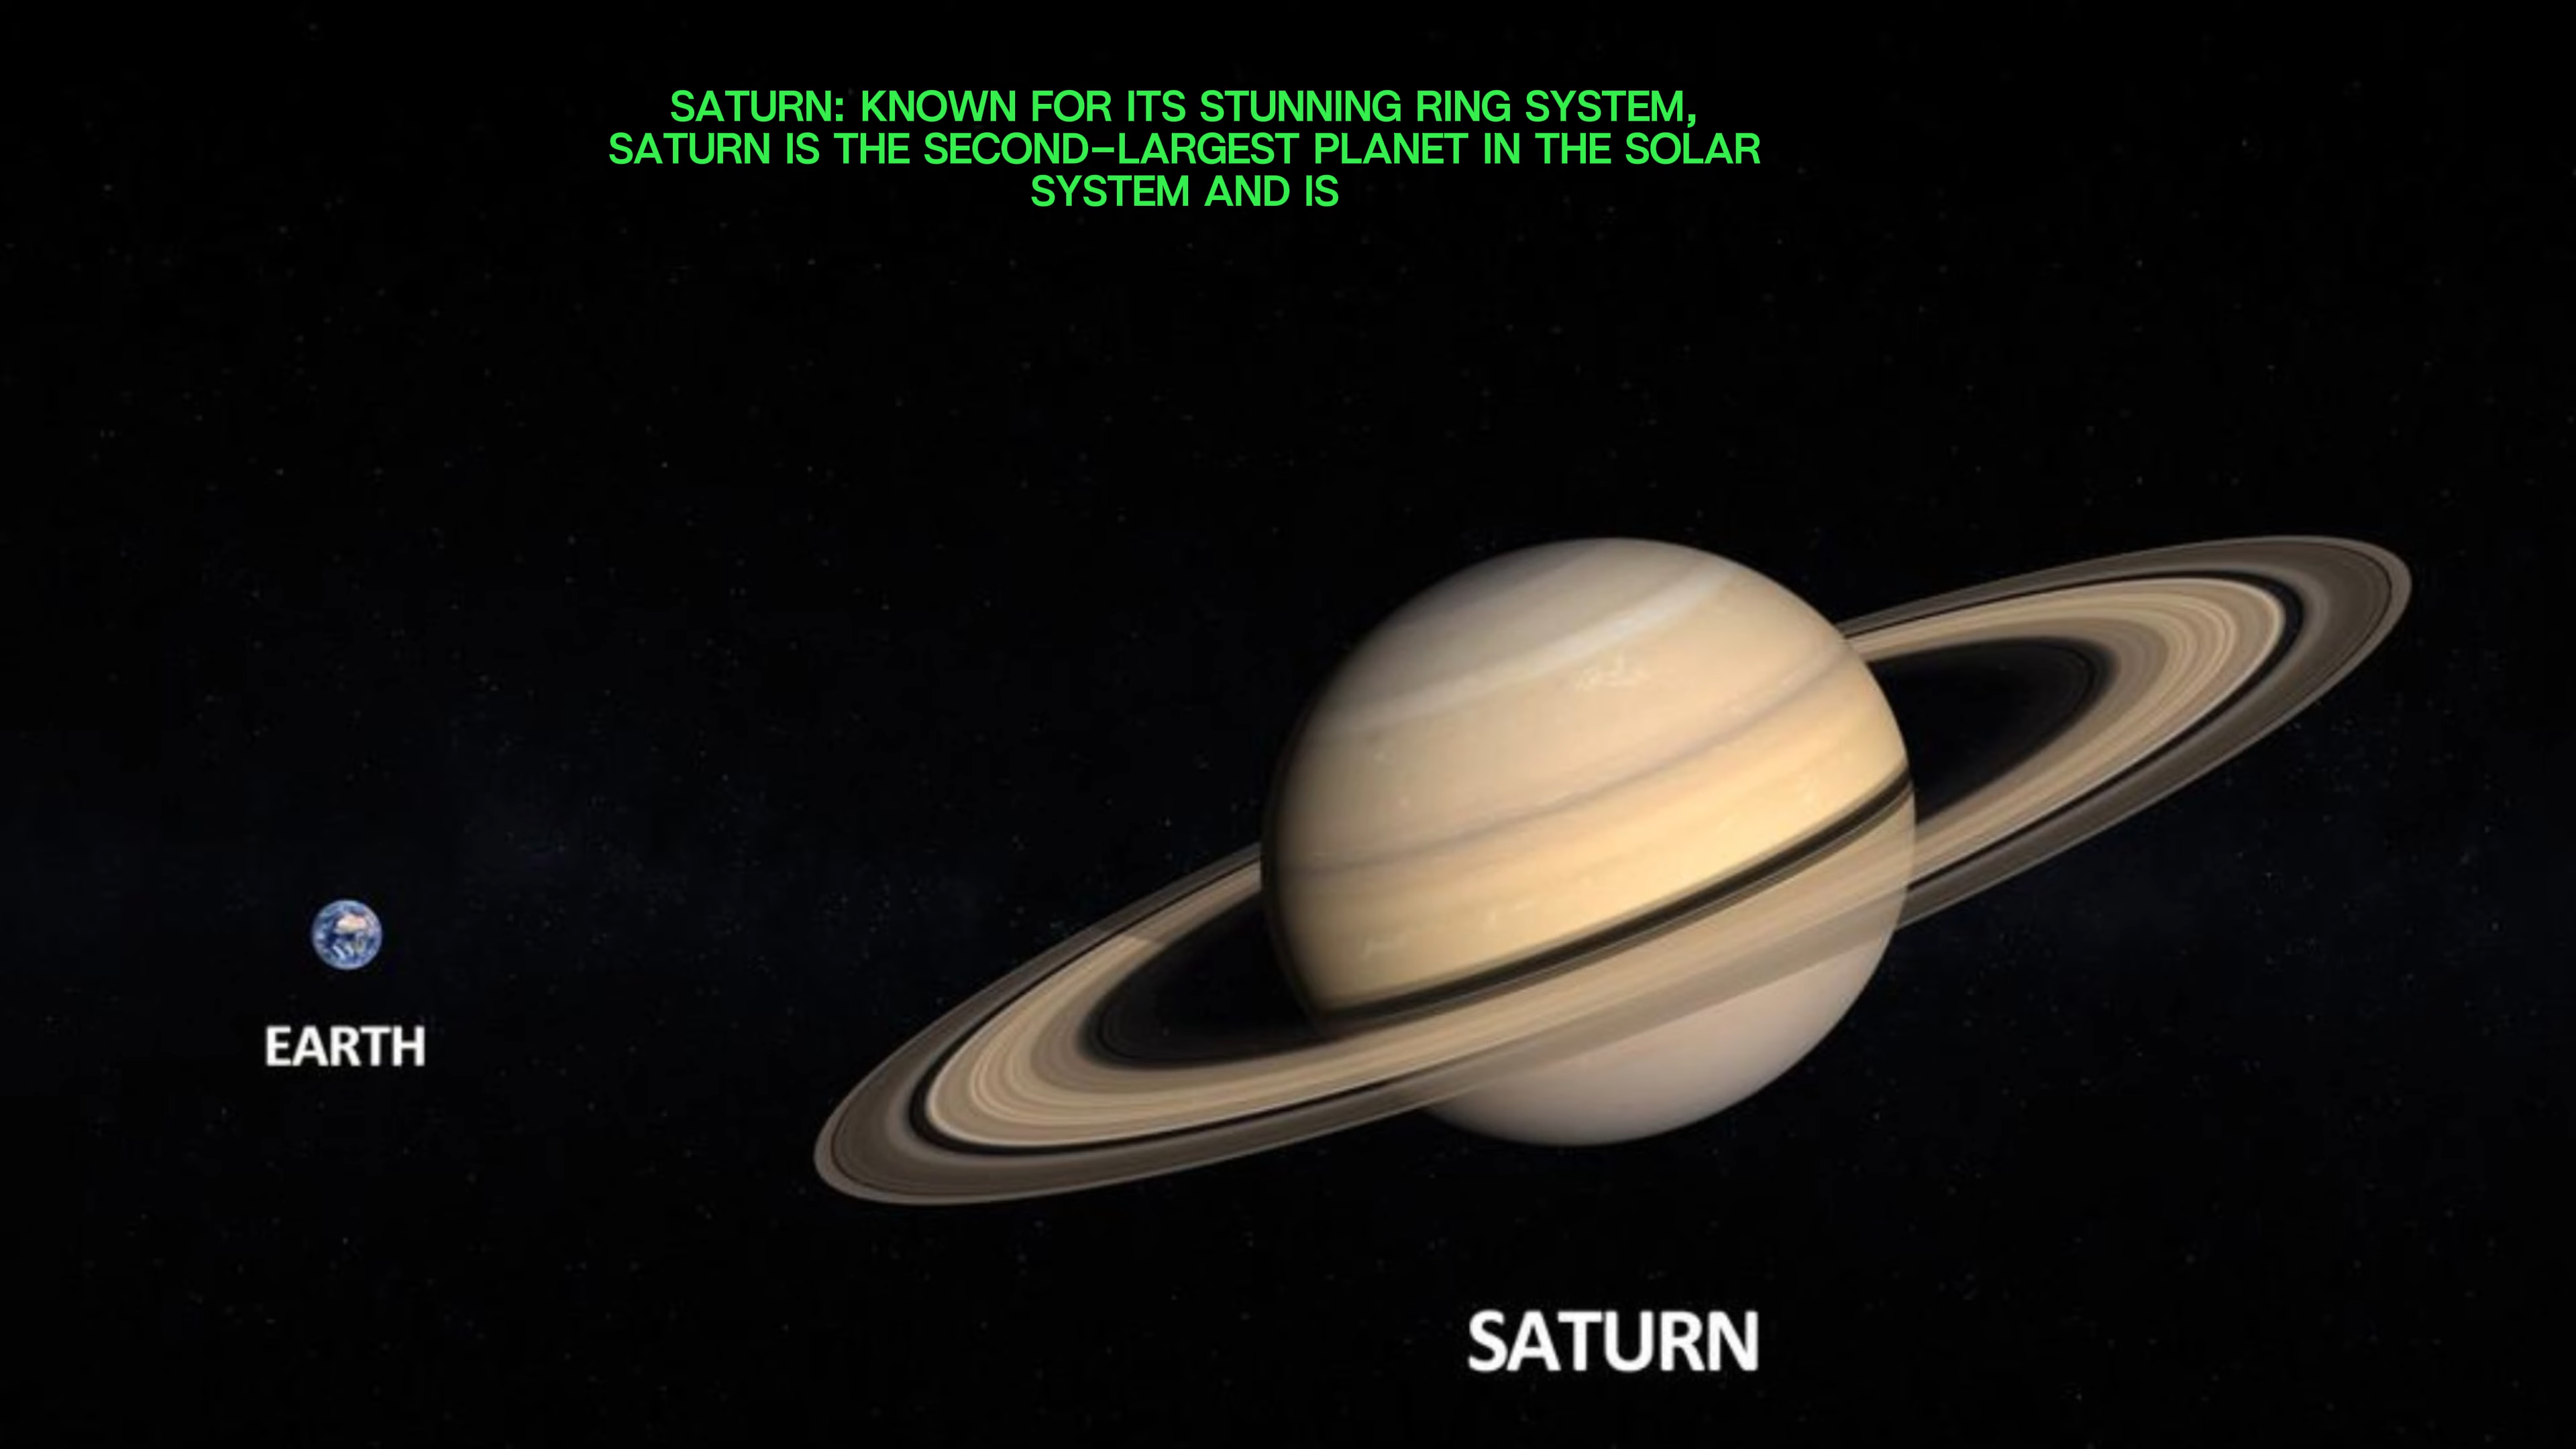 SATURN: KNOWN FOR ITS STUNNING RING SYSTEM,
SATURN IS THE SECOND-LARGEST PLANET IN THE SOLAR
SYSTEM AND IS
EARTH
SATURN